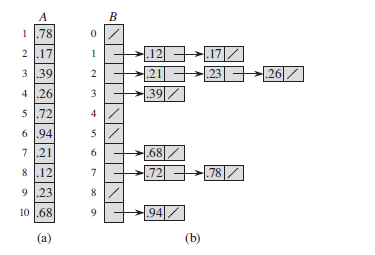 A B
1 .78 0 /
2 .17 1 .12 .17 /
3 .39 2 .21 .23 .26 /
4 .26 3 .39 /
5 .72 4 /
6 .94 5 /
7 .21 6 .68 /
8 .12 7 .72 .78 /
9 .23 8 /
10 .68 9 .94 /
(a) (b)